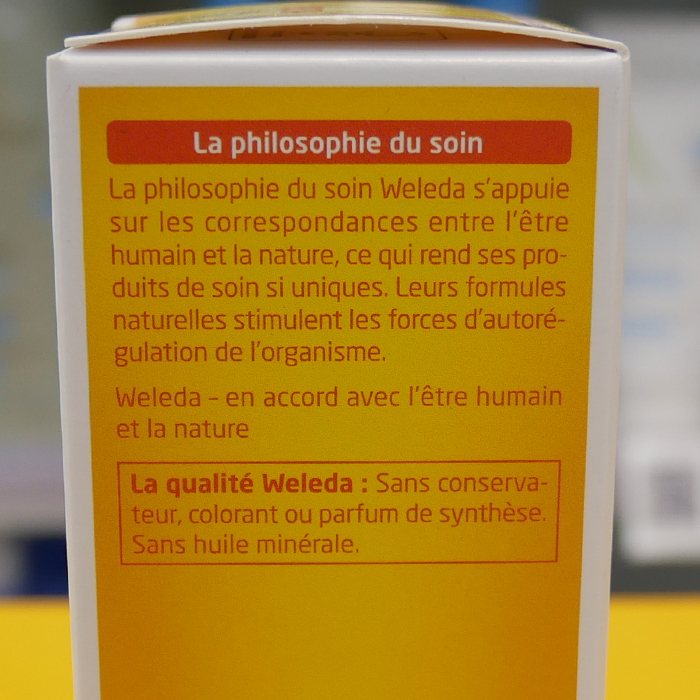 La philosophie du soin
La philosophie du soin Weleda s'appuie
sur les correspondances entre l'être
humain et la nature, ce qui rend ses pro-
duits de soin si uniques. Leurs formules
naturelles stimulent les forces d'autoré-
gulation de l'organisme.
Weleda – en accord avec l'être humain
et la nature
La qualité Weleda : Sans conserva-
teur, colorant ou parfum de synthèse.
Sans huile minérale.